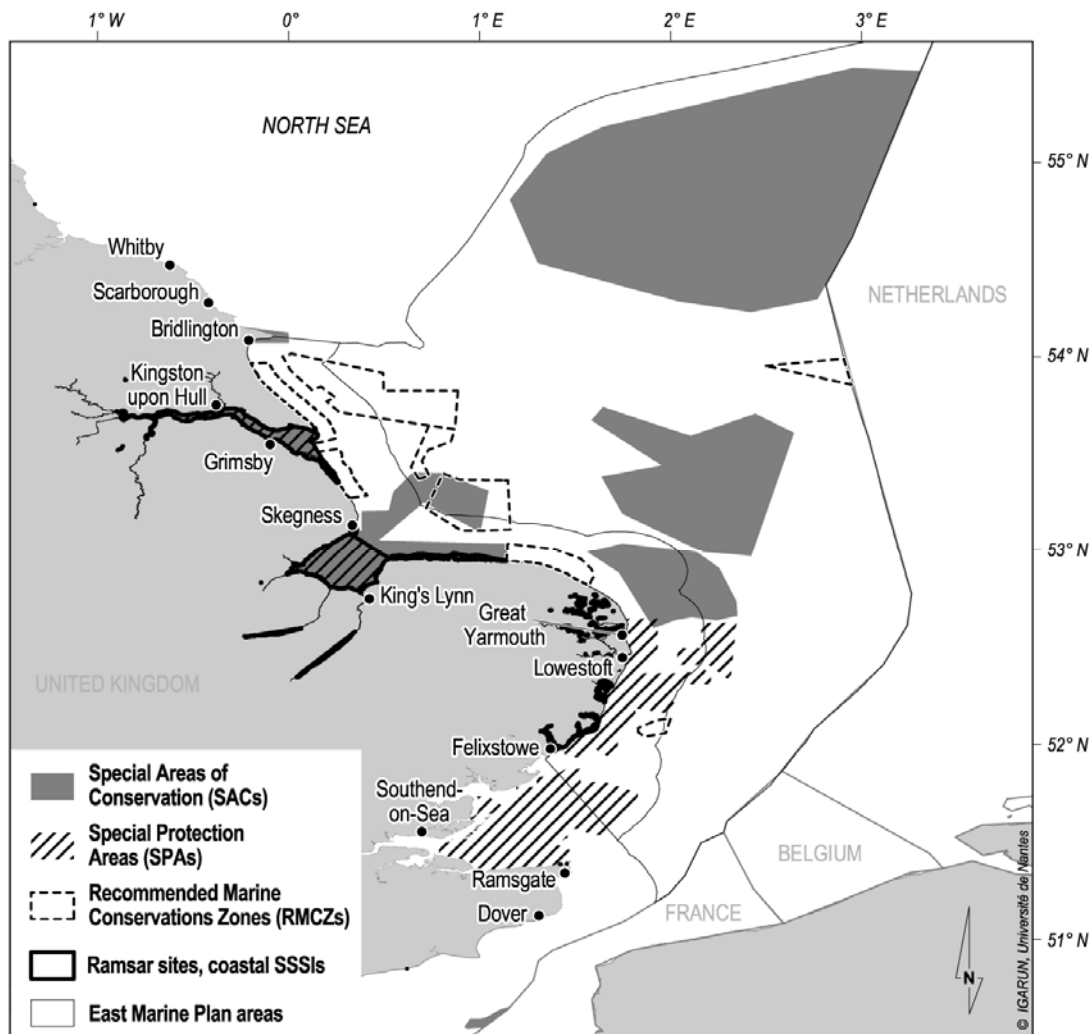 1° W 0° 1° E 2° E 3° E
NORTH SEA
55° N
Whitby
NETHERLANDS
Scarborough
Bridlington
54° N
Kingston
upon Hull
Grimsby
Skegness
53° N
King's Lynn
Great
Yarmouth
Lowestoft
UNITED KINGDOM
Felixstowe
52° N
Special Areas of
Conservation (SACs)
Southend-
on-Sea
Special Protection
Areas (SPAs)
BELGIUM
Ramsgate
Recommended Marine
Conservations Zones (RMCZs)
Dover
FRANCE
51° N
Ramsar sites, coastal SSSIs
N
East Marine Plan areas
© IGARUN, Université de Nantes